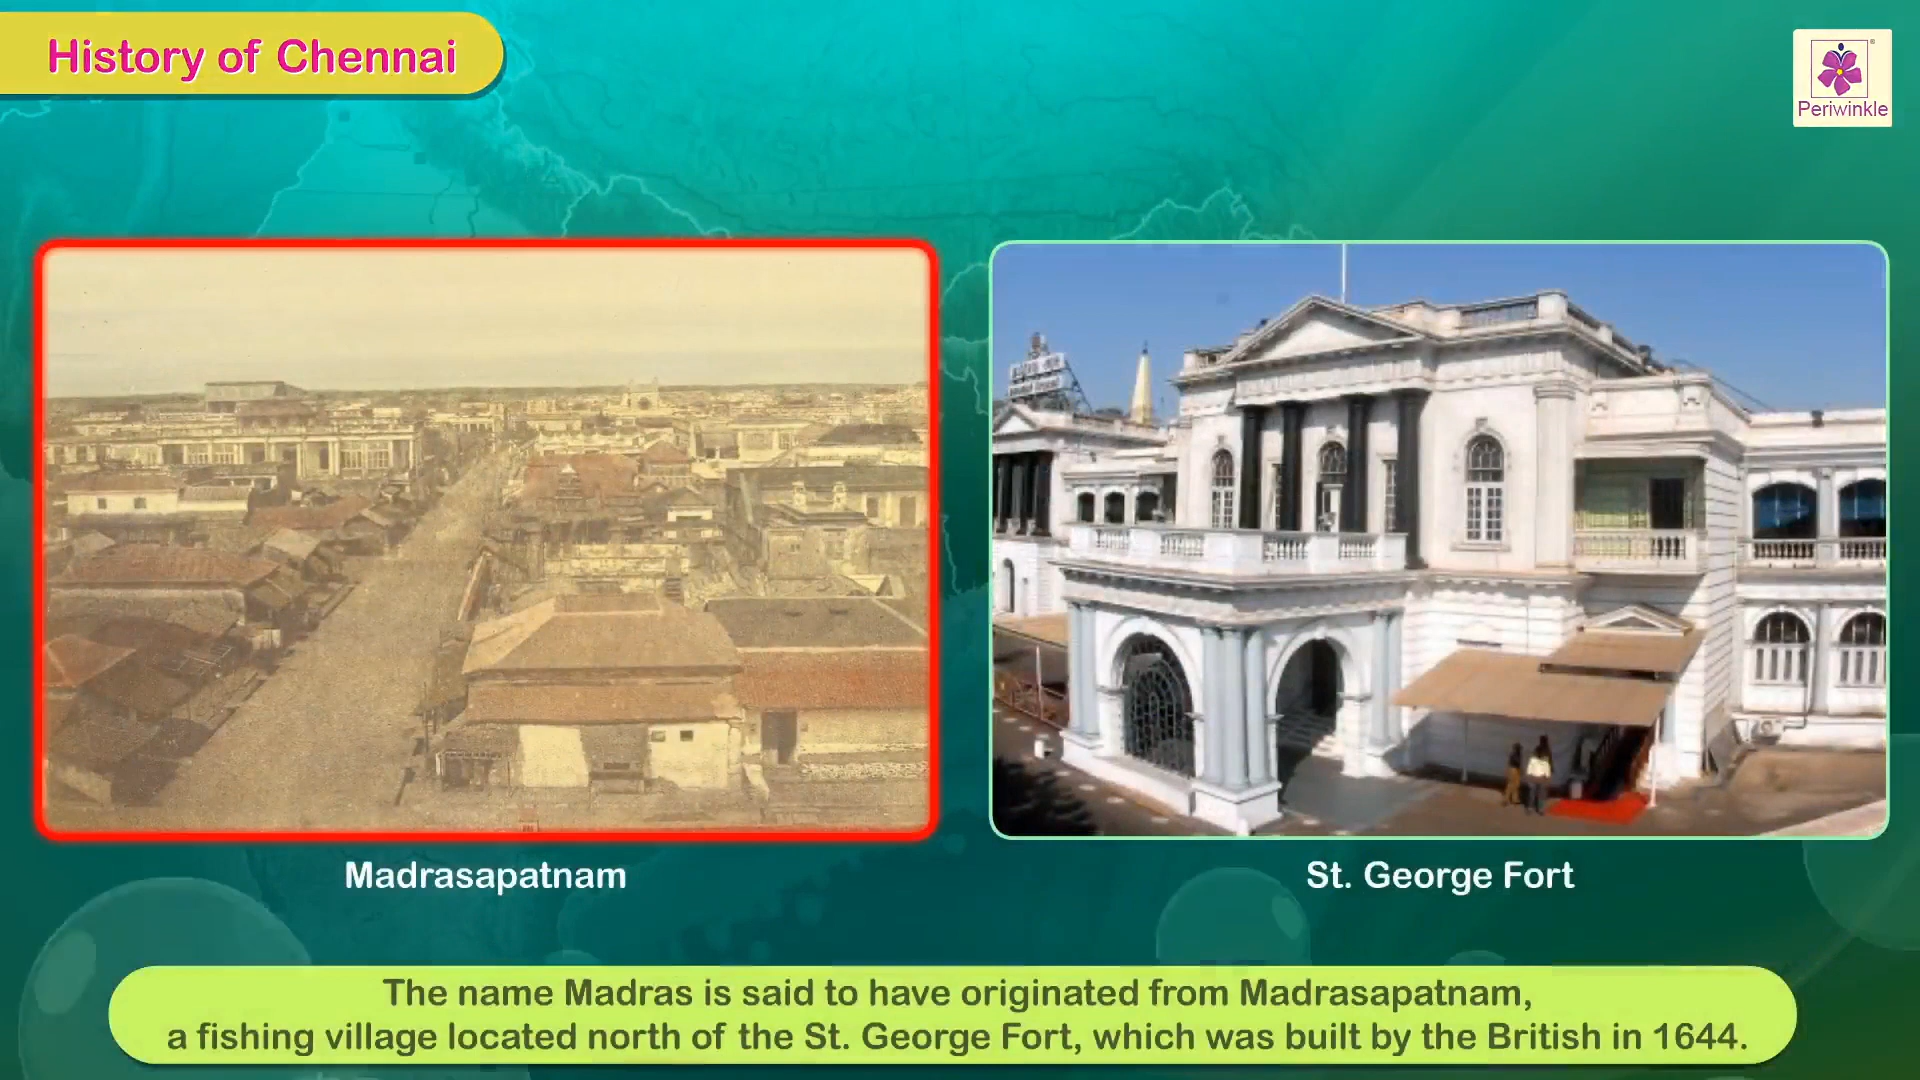 History of Chennai
Periwinkle
Madrasapatnam
St. George Fort
The name Madras is said to have originated from Madrasapatnam,
a fishing village located north of the St. George Fort, which was built by the British in 1644.